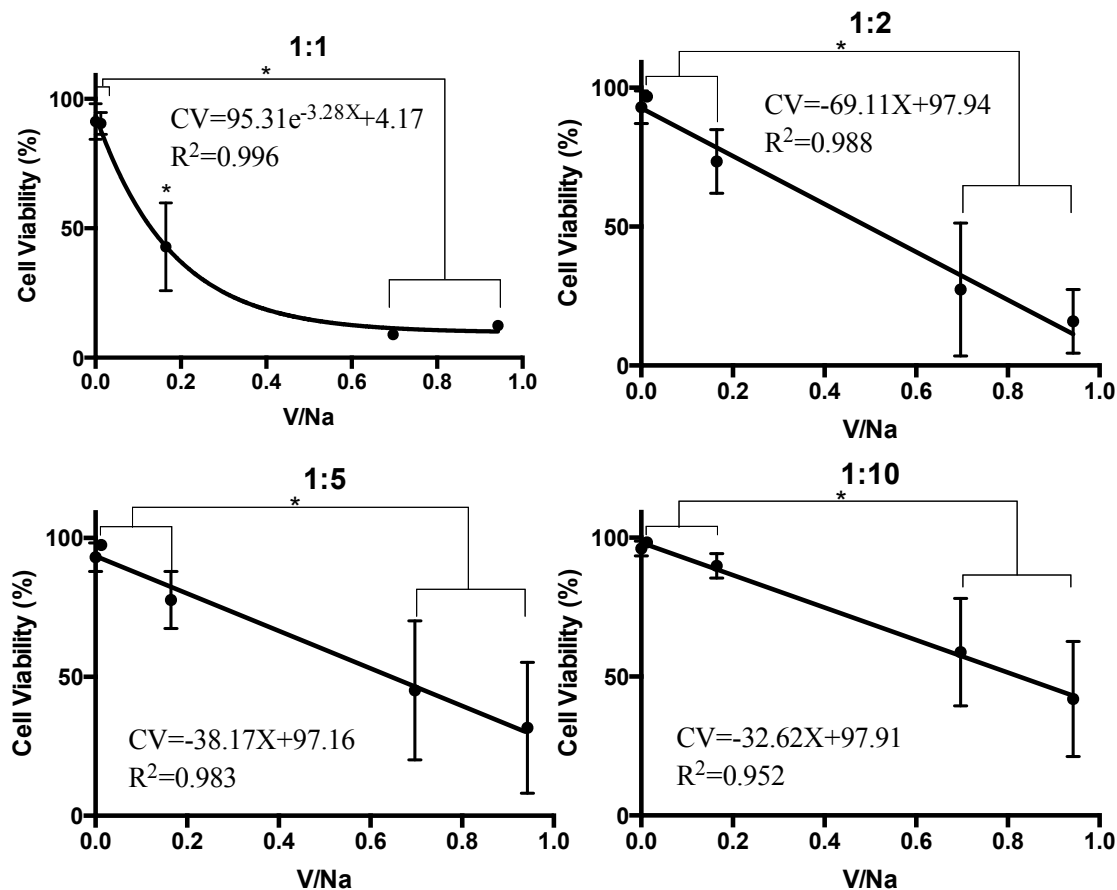 1:1
*
CV=95.31e^-3.28X+4.17
R²=0.996
*
Cell Viability (%)
100
50
0
0.0 0.2 0.4 0.6 0.8 1.0
V/Na
1:2
*
CV=-69.11X+97.94
R²=0.988
Cell Viability (%)
100
50
0
0.0 0.2 0.4 0.6 0.8 1.0
V/Na
1:5
*
Cell Viability (%)
100
50
0
CV=-38.17X+97.16
R²=0.983
0.0 0.2 0.4 0.6 0.8 1.0
V/Na
1:10
*
Cell Viability (%)
100
50
0
CV=-32.62X+97.91
R²=0.952
0.0 0.2 0.4 0.6 0.8 1.0
V/Na